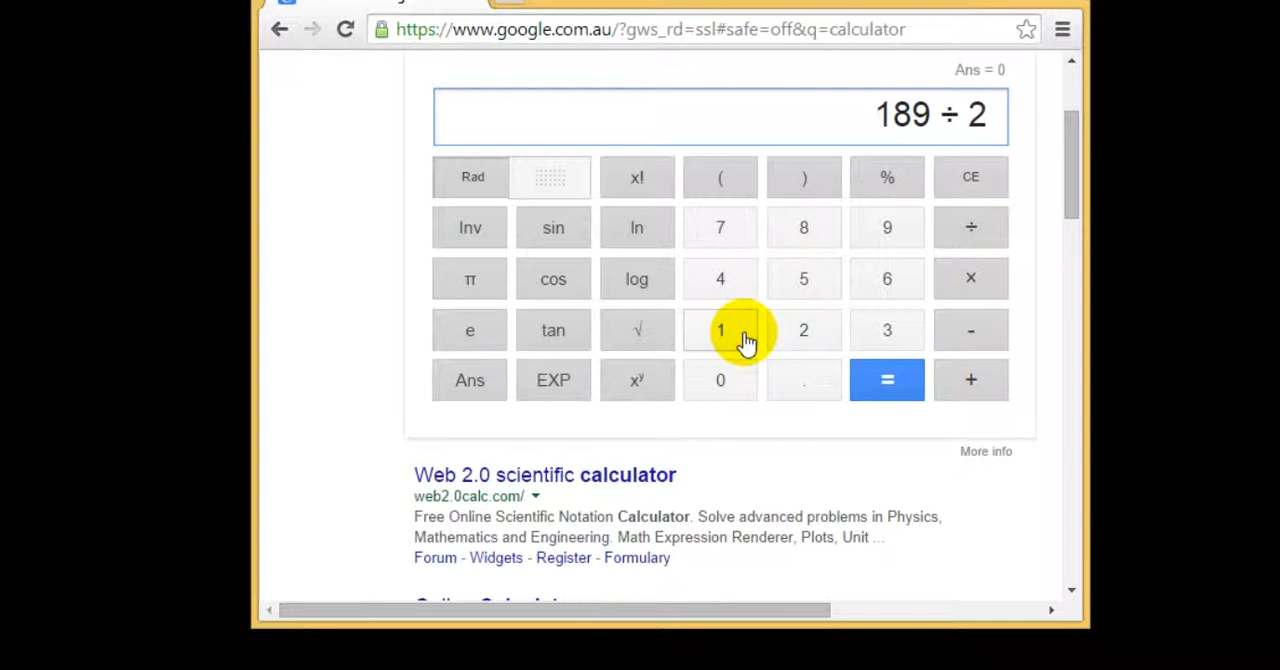 https://www.google.com.au/?gws_rd=ssl#safe=off&q=calculator
Ans = 0
189 ÷ 2
Rad x! ( ) % CE
Inv sin ln 7 8 9 ÷
π cos log 4 5 6 ×
e tan √ 1 2 3 -
Ans EXP xʸ 0 . = +
More info
Web 2.0 scientific calculator
web2.0calc.com/
Free Online Scientific Notation Calculator. Solve advanced problems in Physics,
Mathematics and Engineering. Math Expression Renderer, Plots, Unit ...
Forum - Widgets - Register - Formulary